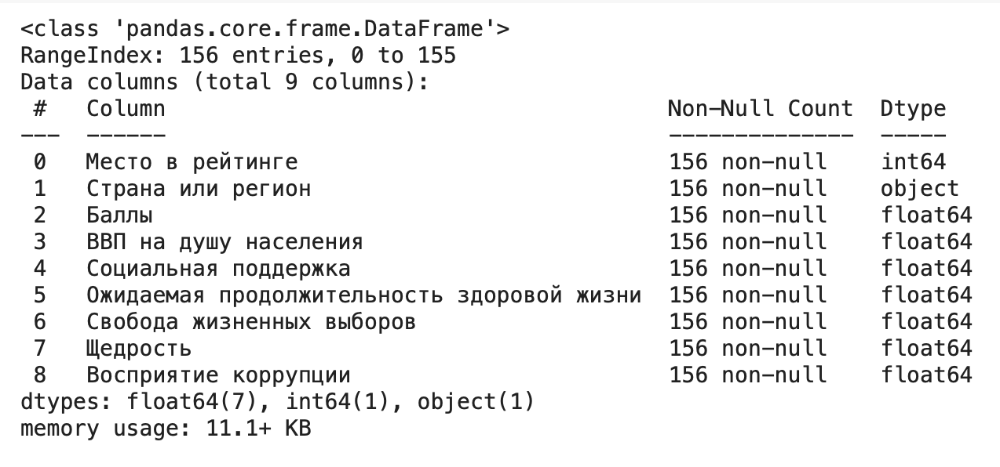 <class 'pandas.core.frame.DataFrame'>
RangeIndex: 156 entries, 0 to 155
Data columns (total 9 columns):
 #   Column                                     Non-Null Count  Dtype
---  ------                                     --------------  -----
 0   Место в рейтинге                           156 non-null    int64
 1   Страна или регион                          156 non-null    object
 2   Баллы                                      156 non-null    float64
 3   ВВП на душу населения                      156 non-null    float64
 4   Социальная поддержка                       156 non-null    float64
 5   Ожидаемая продолжительность здоровой жизни  156 non-null    float64
 6   Свобода жизненных выборов                  156 non-null    float64
 7   Щедрость                                   156 non-null    float64
 8   Восприятие коррупции                       156 non-null    float64
dtypes: float64(7), int64(1), object(1)
memory usage: 11.1+ KB